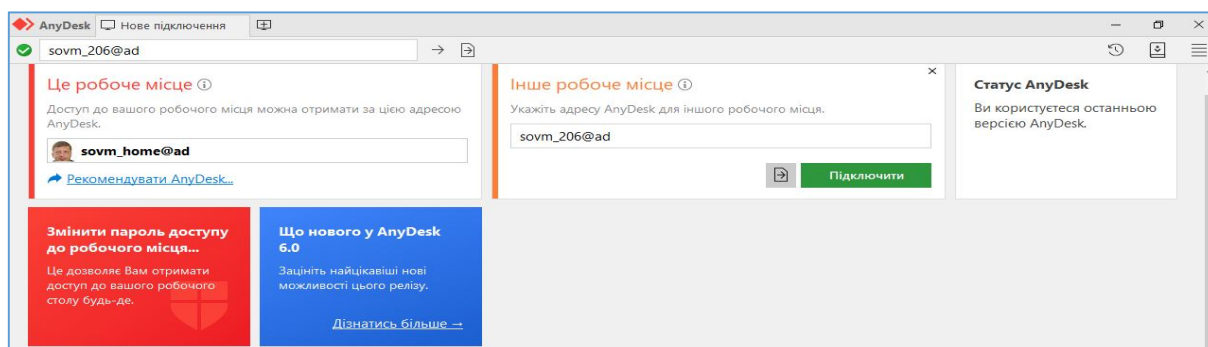 AnyDesk Нове підключення
sovm_206@ad
Це робоче місце
Доступ до вашого робочого місця можна отримати за цією адресою
AnyDesk.
sovm_home@ad
Рекомендувати AnyDesk...
Інше робоче місце
Укажіть адресу AnyDesk для іншого робочого місця.
sovm_206@ad
Підключити
Статус AnyDesk
Ви користуєтеся останньою
версією AnyDesk.
Змінити пароль доступу
до робочого місця...
Це дозволяє Вам отримати
доступ до вашого робочого
столу будь-де.
Що нового у AnyDesk
6.0
Зацініть найцікавіші нові
можливості цього релізу.
Дізнатись більше →